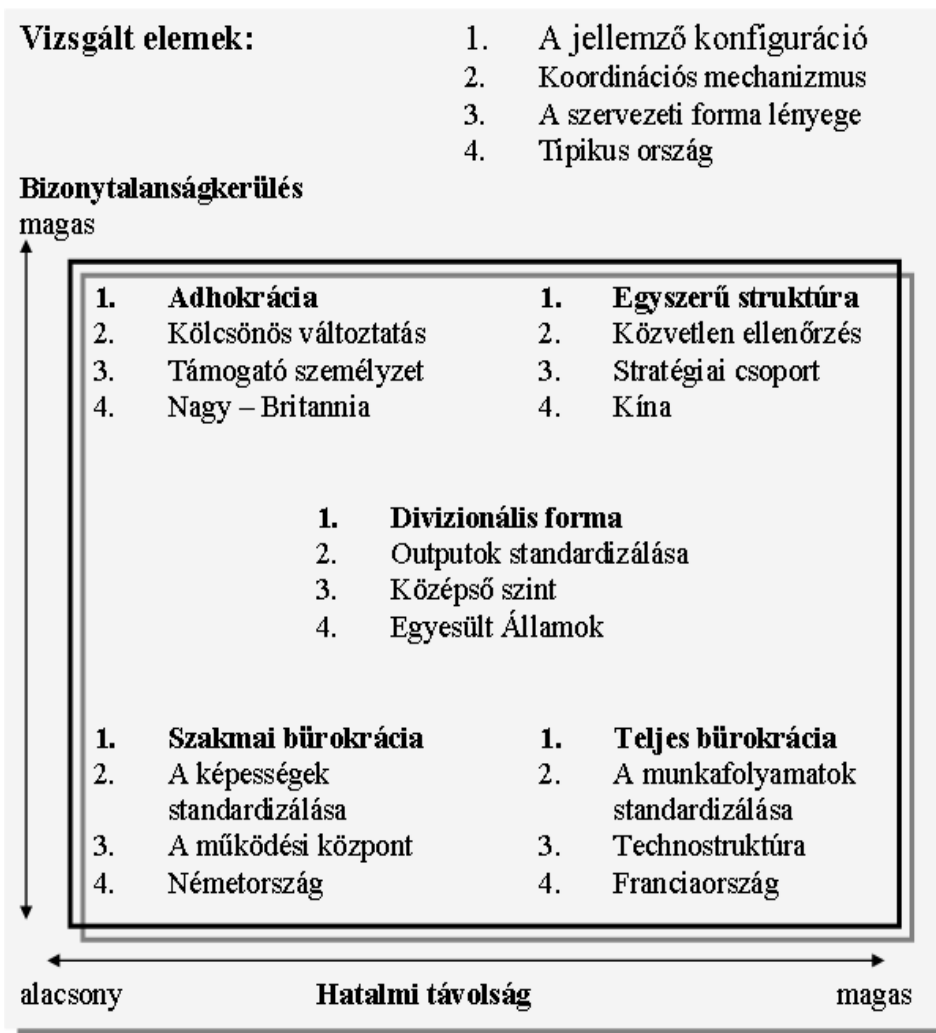 Vizsgált elemek:
1. A jellemző konfiguráció
2. Koordinációs mechanizmus
3. A szervezeti forma lényege
4. Tipikus ország
Bizonytalanságkerülés
magas
1. Adhokrácia
2. Kölcsönös változtatás
3. Támogató személyzet
4. Nagy – Britannia
1. Egyszerű struktúra
2. Közvetlen ellenőrzés
3. Stratégiai csoport
4. Kína
1. Divizionális forma
2. Outputok standardizálása
3. Középső szint
4. Egyesült Államok
1. Szakmai bürokrácia
2. A képességek
standardizálása
3. A működési központ
4. Németország
1. Teljes bürokrácia
2. A munkafolyamatok
standardizálása
3. Technostruktúra
4. Franciaország
alacsony Hatalmi távolság magas